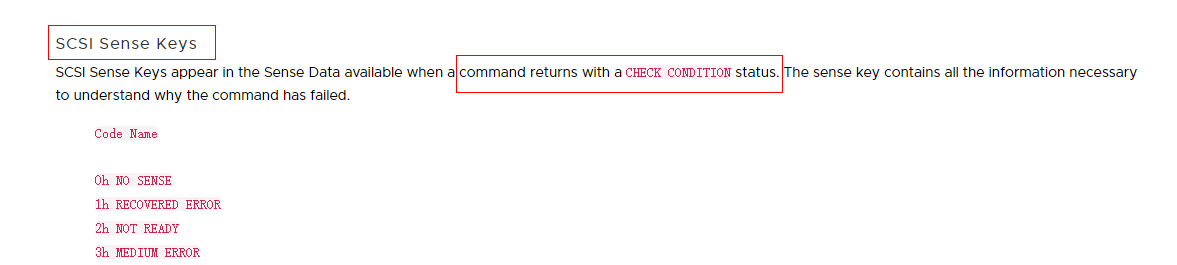 SCSI Sense Keys
SCSI Sense Keys appear in the Sense Data available when a command returns with a CHECK CONDITION status. The sense key contains all the information necessary
to understand why the command has failed.
Code Name
0h NO SENSE
1h RECOVERED ERROR
2h NOT READY
3h MEDIUM ERROR